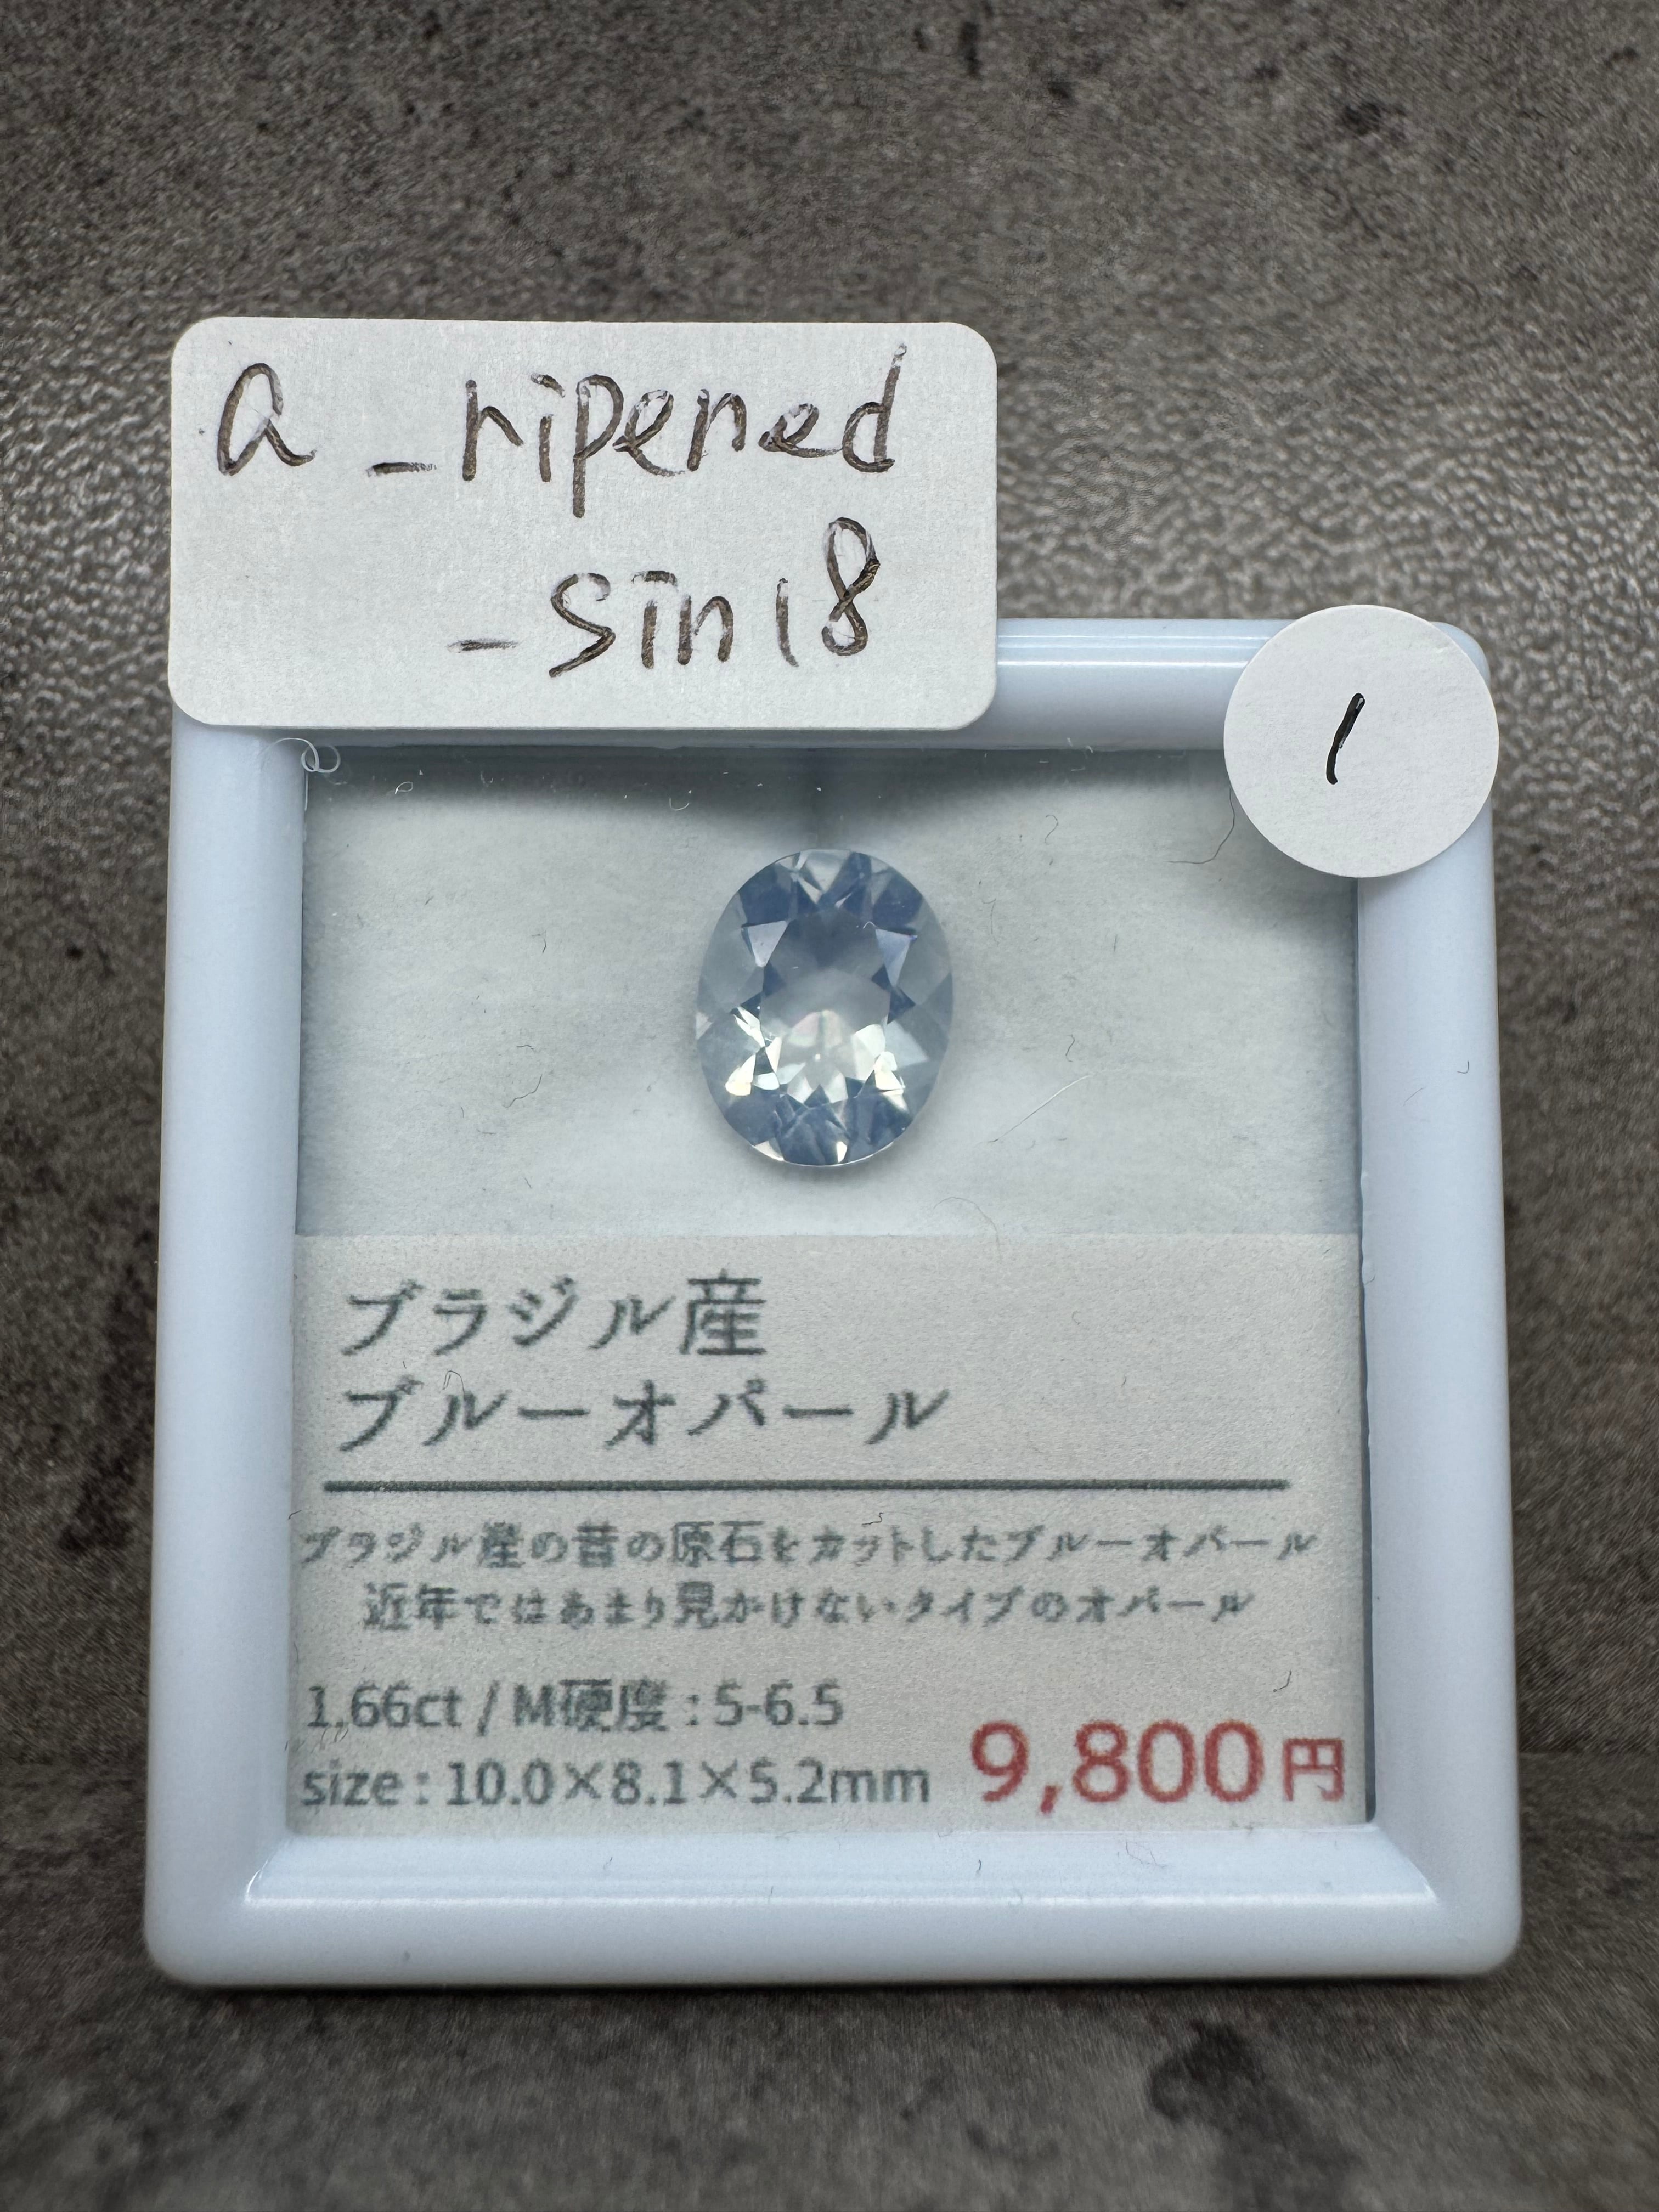 a_ripened
_sin18
1
ブラジル産
ブルーオパール
ブラジル産の昔の原石をカットしたブルーオパール
近年ではあまり見かけないタイプのオパール
1.66ct / M硬度 : 5-6.5
size : 10.0×8.1×5.2mm
9,800円